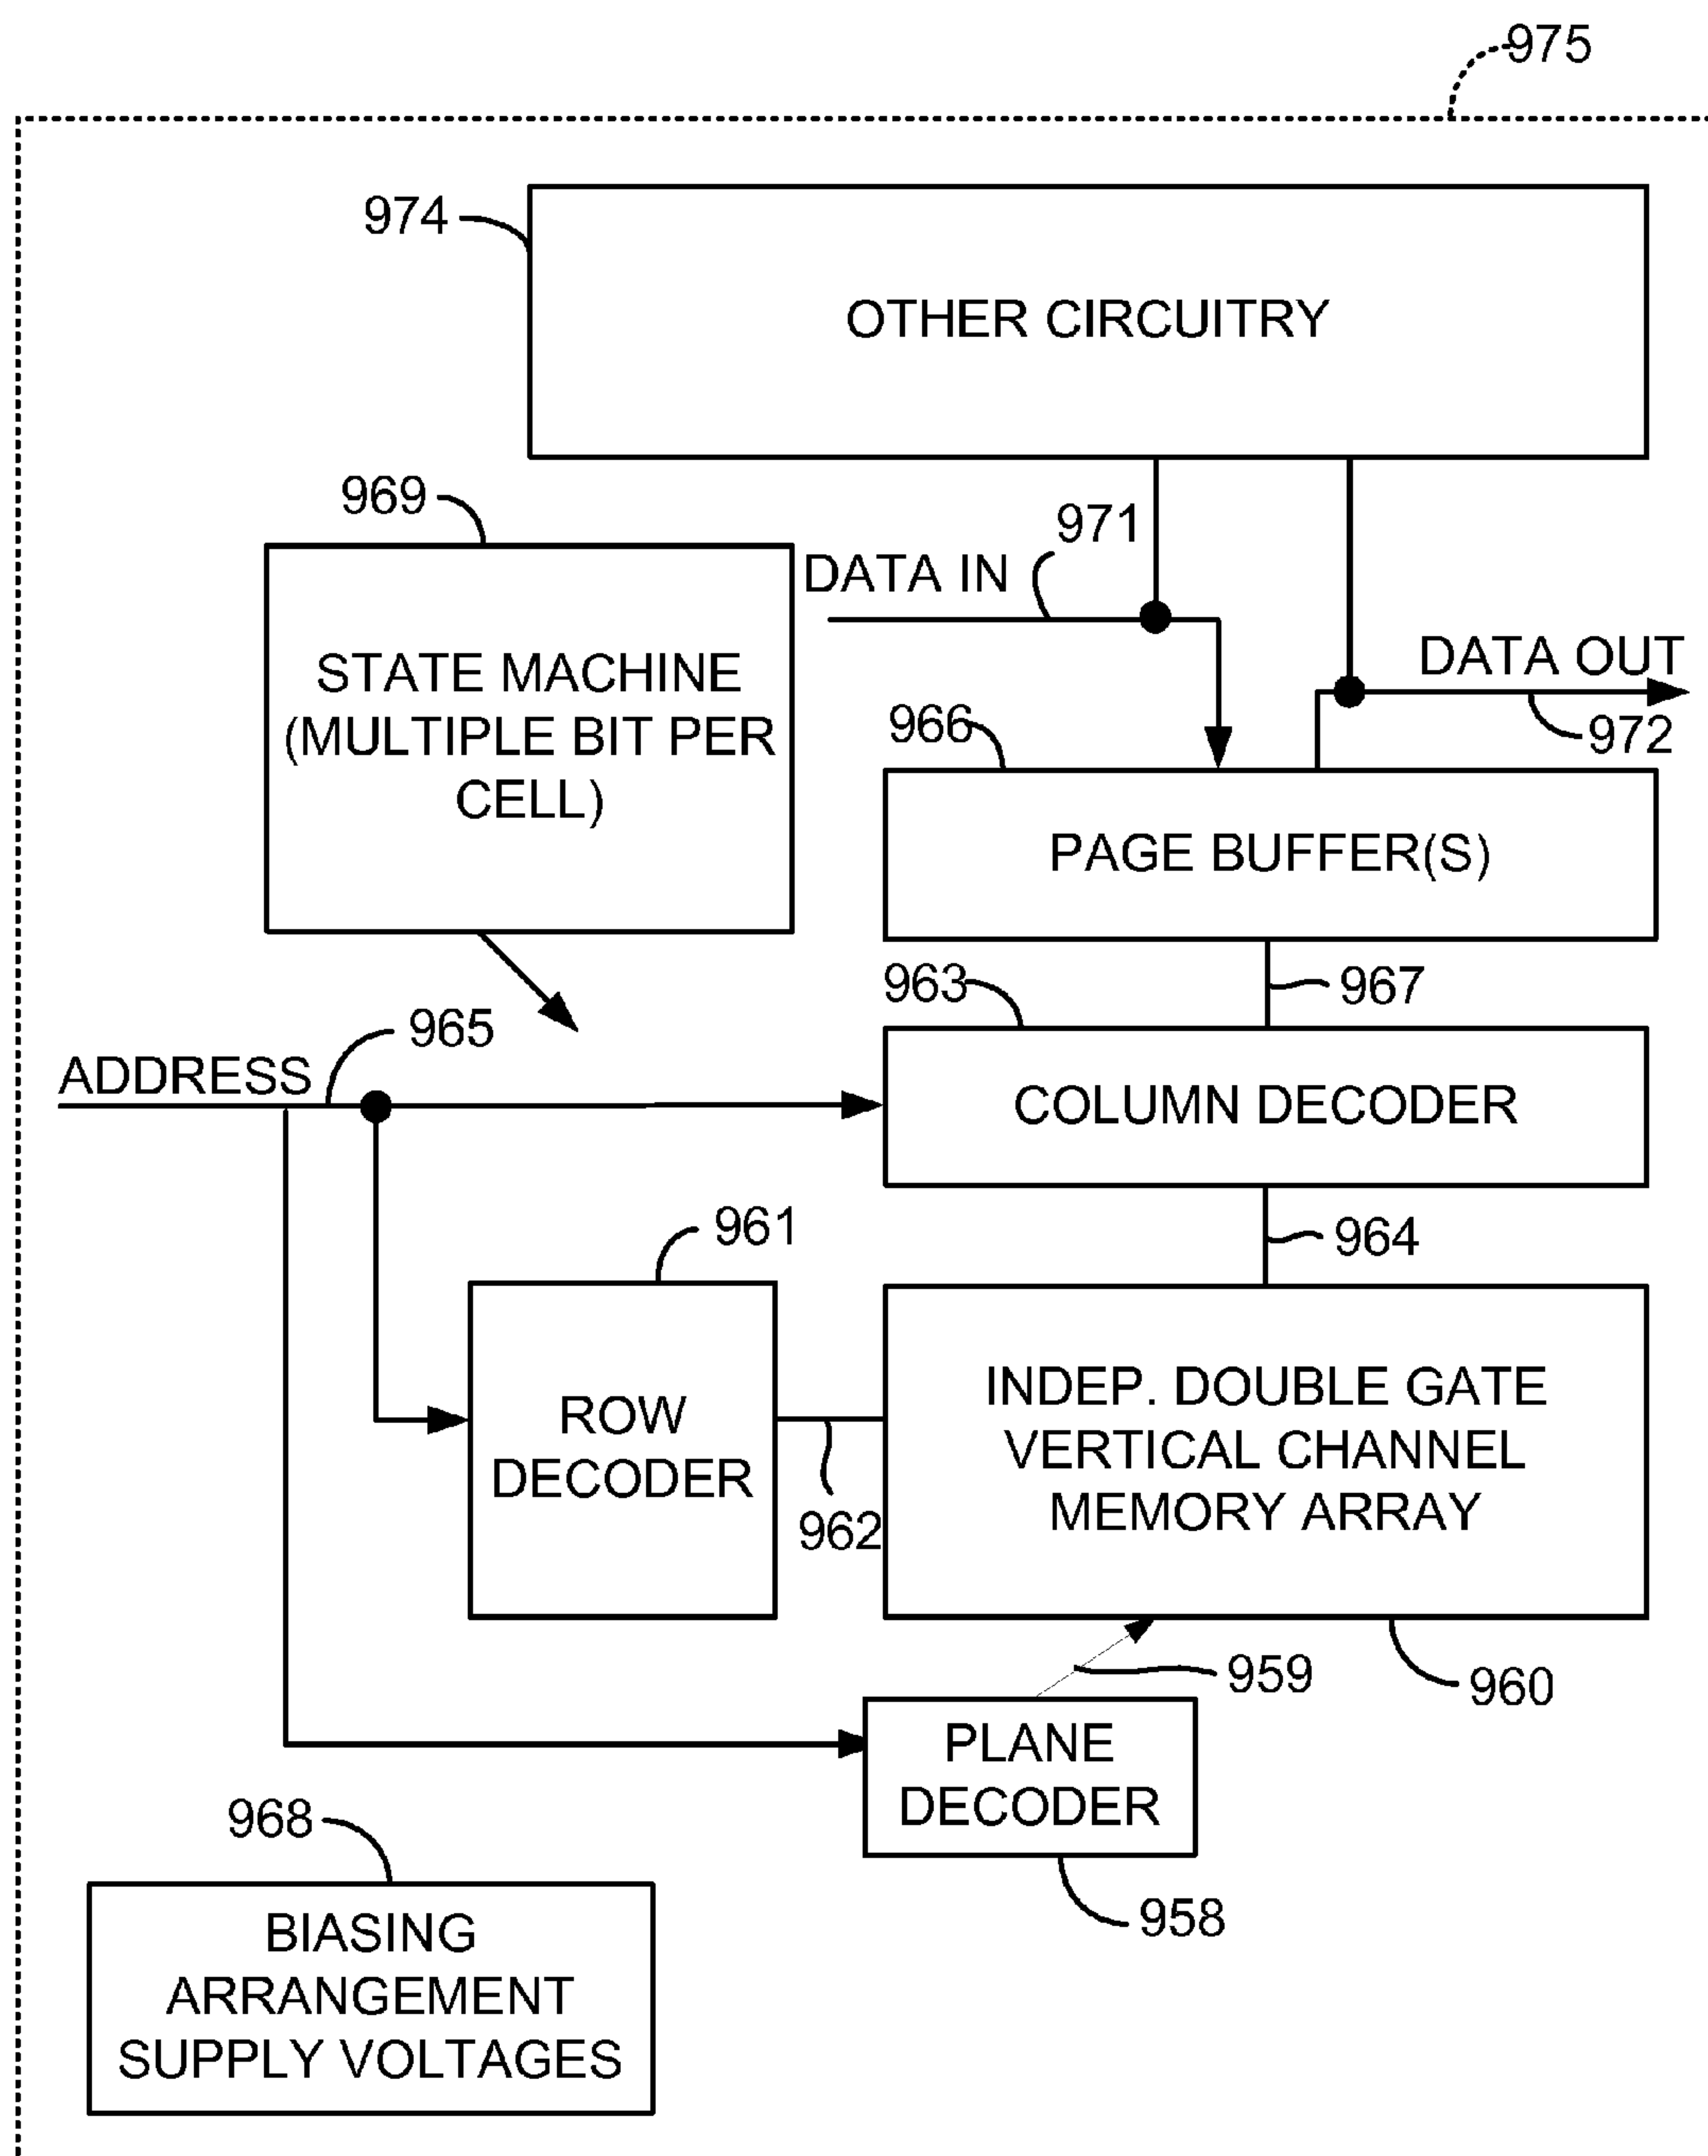 975
974
OTHER CIRCUITRY
969
971
DATA IN
STATE MACHINE
(MULTIPLE BIT PER
CELL)
DATA OUT
972
966
PAGE BUFFER(S)
963
967
965
ADDRESS
COLUMN DECODER
961
964
ROW
DECODER
962
INDEP. DOUBLE GATE
VERTICAL CHANNEL
MEMORY ARRAY
959
960
PLANE
DECODER
958
968
BIASING
ARRANGEMENT
SUPPLY VOLTAGES